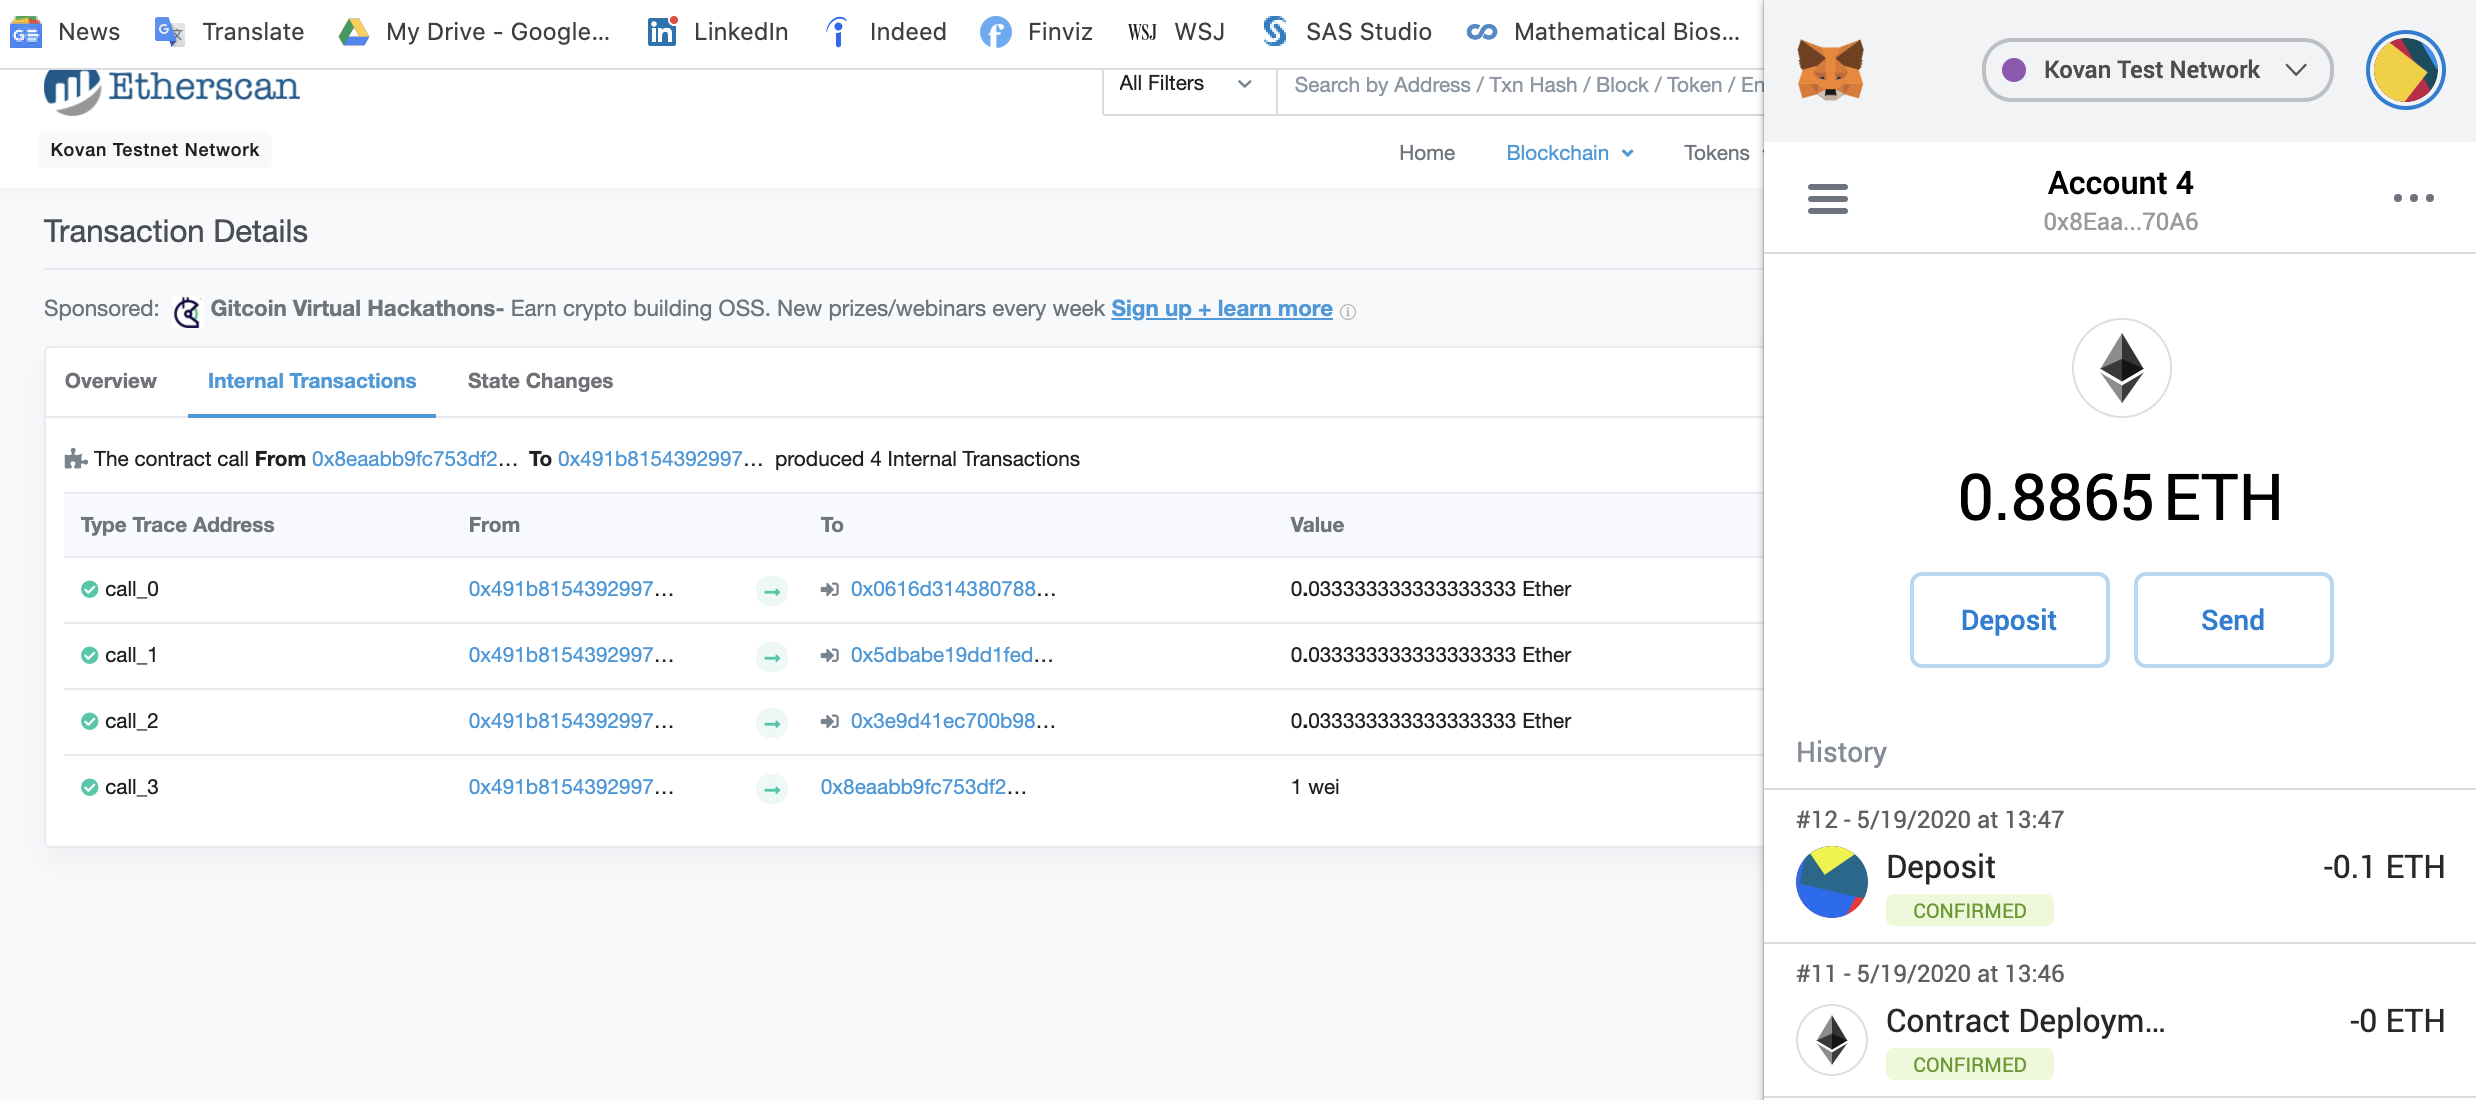 News Translate My Drive - Google... LinkedIn Indeed Finviz WSJ WSJ SAS Studio Mathematical Bios...
Etherscan
All Filters Search by Address / Txn Hash / Block / Token / En
Kovan Testnet Network
Home Blockchain Tokens
Transaction Details
Sponsored: Gitcoin Virtual Hackathons- Earn crypto building OSS. New prizes/webinars every week Sign up + learn more
Overview Internal Transactions State Changes
The contract call From 0x8eaabb9fc753df2... To 0x491b8154392997... produced 4 Internal Transactions
Type Trace Address From To Value
call_0 0x491b8154392997... 0x0616d314380788... 0.033333333333333333 Ether
call_1 0x491b8154392997... 0x5dbabe19dd1fed... 0.033333333333333333 Ether
call_2 0x491b8154392997... 0x3e9d41ec700b98... 0.033333333333333333 Ether
call_3 0x491b8154392997... 0x8eaabb9fc753df2... 1 wei
Kovan Test Network
Account 4
0x8Eaa...70A6
0.8865 ETH
Deposit Send
History
#12 - 5/19/2020 at 13:47
Deposit -0.1 ETH
CONFIRMED
#11 - 5/19/2020 at 13:46
Contract Deploym... -0 ETH
CONFIRMED